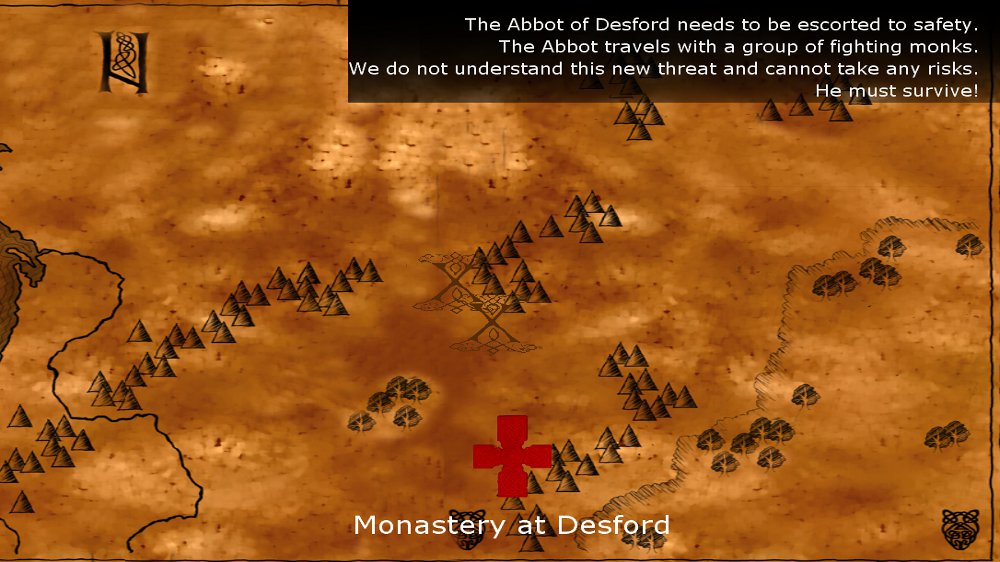 The Abbot of Desford needs to be escorted to safety.
The Abbot travels with a group of fighting monks.
We do not understand this new threat and cannot take any risks.
He must survive!
N
Monastery at Desford